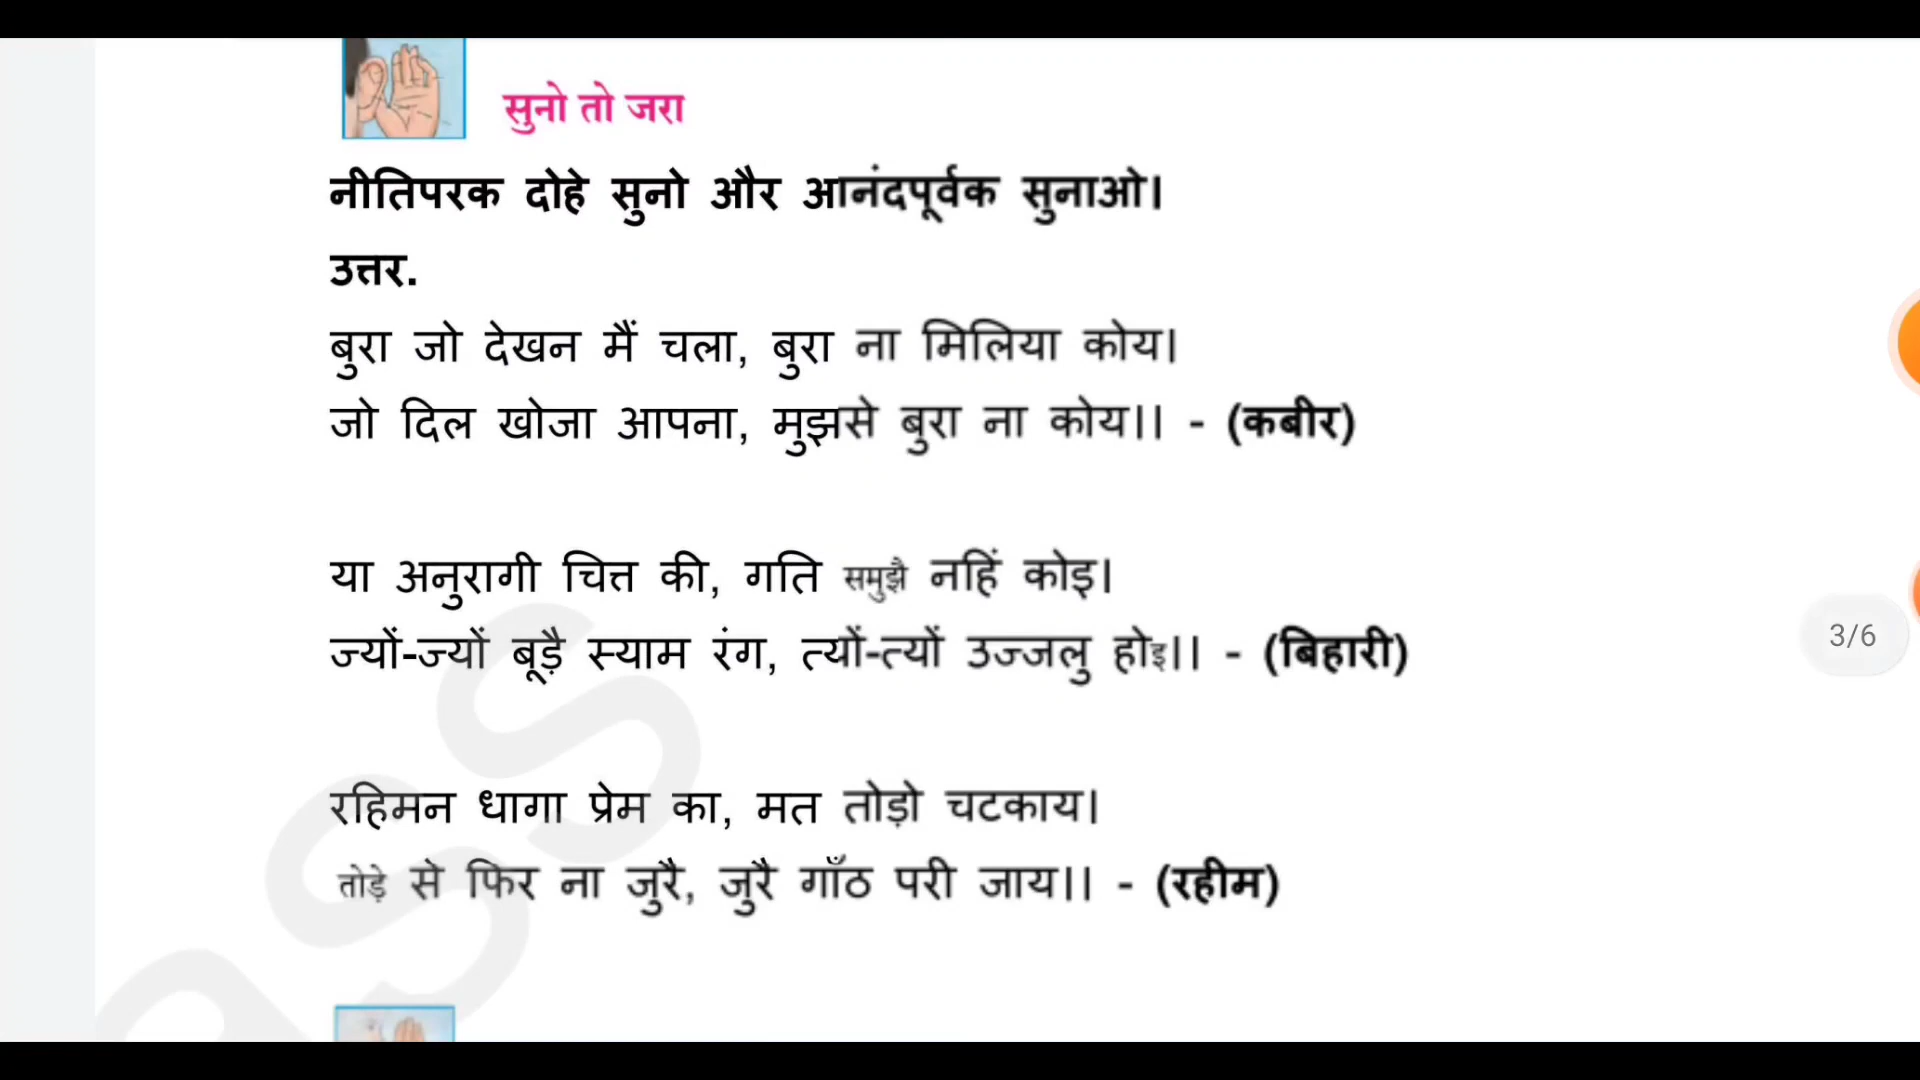 सुनो तो जरा
नीतिपरक दोहे सुनो और आनंदपूर्वक सुनाओ।
उत्तर.
बुरा जो देखन मैं चला, बुरा ना मिलिया कोय।
जो दिल खोजा आपना, मुझसे बुरा ना कोय।। - (कबीर)
या अनुरागी चित्त की, गति समुझै नहिं कोइ।
ज्यों-ज्यों बूड़ै स्याम रंग, त्यों-त्यों उज्जलु होइ।। - (बिहारी)
3/6
रहिमन धागा प्रेम का, मत तोड़ो चटकाय।
तोड़े से फिर ना जुरै, जुरै गाँठ परी जाय।। - (रहीम)
ass